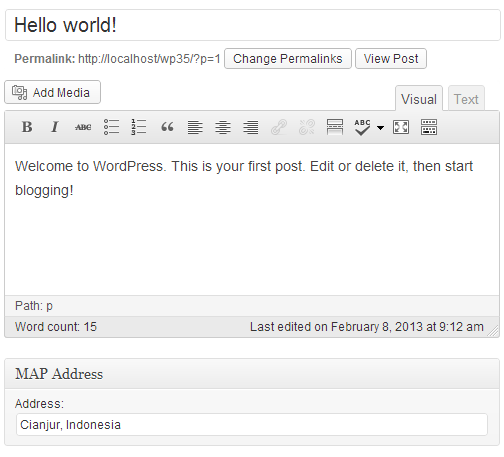 Hello world!
Permalink: http://localhost/wp35/?p=1 Change Permalinks View Post
Add Media
Visual Text
B I ABC ABC
Welcome to WordPress. This is your first post. Edit or delete it, then start
blogging!
Path: p
Word count: 15 Last edited on February 8, 2013 at 9:12 am
MAP Address
Address:
Cianjur, Indonesia